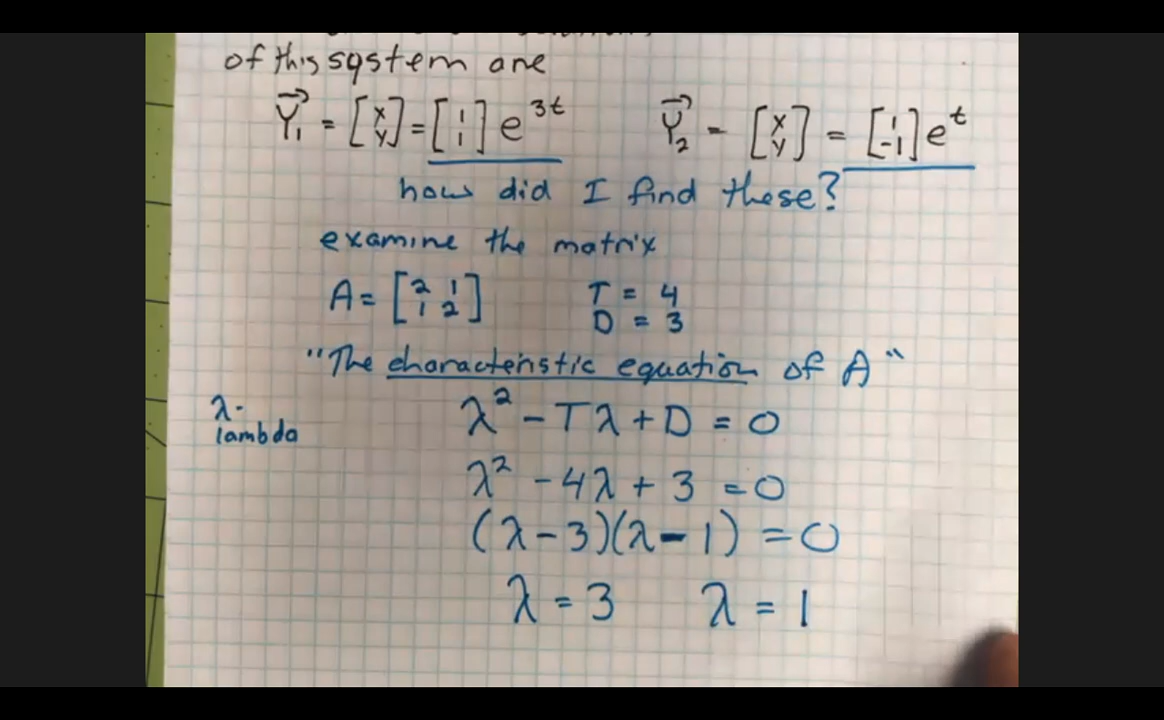 of this system are
Y⃗₁ = [x y] = [1 1] e^3t    Y⃗₂ = [x y] = [1 -1] e^t
how did I find these?
examine the matrix
A = [2 1 1 2]    T = 4
D = 3
"The characteristic equation of A"
λ-
lambda
λ² - Tλ + D = 0
λ² - 4λ + 3 = 0
(λ - 3)(λ - 1) = 0
λ = 3    λ = 1